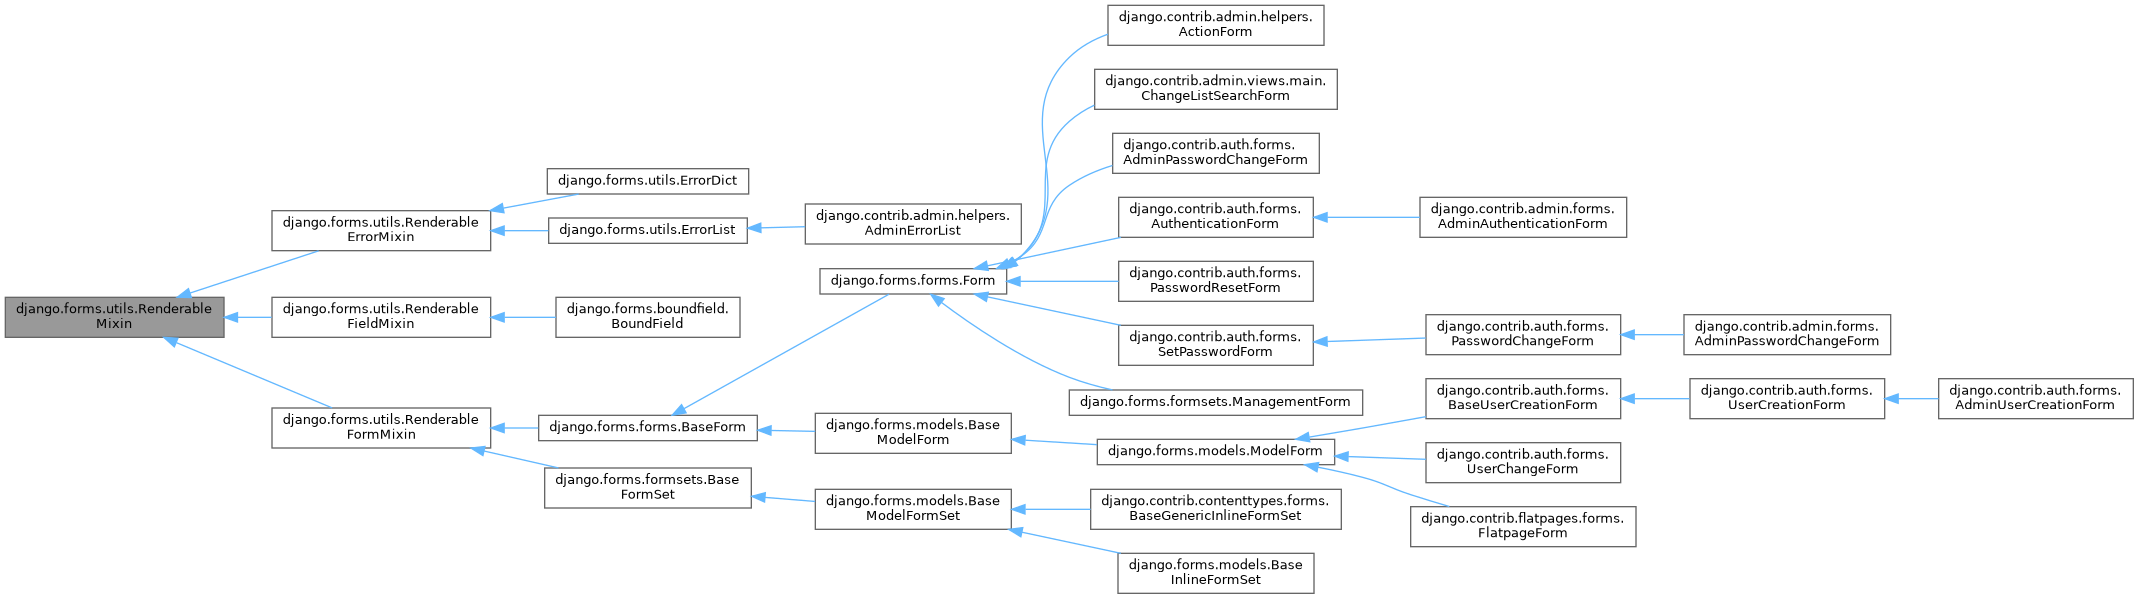 django.forms.utils.Renderable
Mixin
django.forms.utils.Renderable
ErrorMixin
django.forms.utils.Renderable
FieldMixin
django.forms.utils.Renderable
FormMixin
django.forms.utils.ErrorDict
django.forms.utils.ErrorList
django.forms.boundfield.
BoundField
django.forms.forms.BaseForm
django.forms.formsets.Base
FormSet
django.contrib.admin.helpers.
AdminErrorList
django.forms.forms.Form
django.forms.models.Base
ModelForm
django.forms.models.Base
ModelFormSet
django.contrib.admin.helpers.
ActionForm
django.contrib.admin.views.main.
ChangeListSearchForm
django.contrib.auth.forms.
AdminPasswordChangeForm
django.contrib.auth.forms.
AuthenticationForm
django.contrib.auth.forms.
PasswordResetForm
django.contrib.auth.forms.
SetPasswordForm
django.forms.formsets.ManagementForm
django.forms.models.ModelForm
django.contrib.contenttypes.forms.
BaseGenericInlineFormSet
django.forms.models.Base
InlineFormSet
django.contrib.admin.forms.
AdminAuthenticationForm
django.contrib.auth.forms.
PasswordChangeForm
django.contrib.auth.forms.
BaseUserCreationForm
django.contrib.auth.forms.
UserChangeForm
django.contrib.flatpages.forms.
FlatpageForm
django.contrib.admin.forms.
AdminPasswordChangeForm
django.contrib.auth.forms.
UserCreationForm
django.contrib.auth.forms.
AdminUserCreationForm